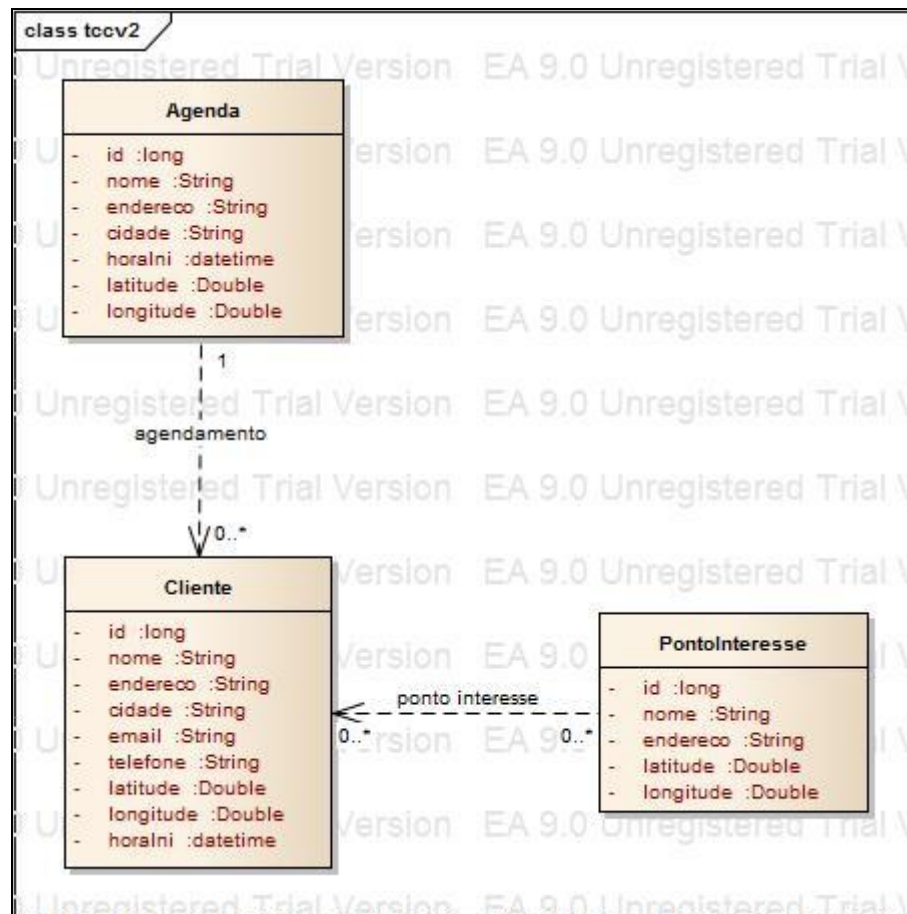 class tccv2
Unregistered Trial Version EA 9.0 Unregistered Trial
Agenda
- id :long
- nome :String
- endereco :String
- cidade :String
- horaIni :datetime
- latitude :Double
- longitude :Double
1
agendamento
0..*
Cliente
- id :long
- nome :String
- endereco :String
- cidade :String
- email :String
- telefone :String
- latitude :Double
- longitude :Double
- horaIni :datetime
ponto interesse
0..*
0..*
PontoInteresse
- id :long
- nome :String
- endereco :String
- latitude :Double
- longitude :Double